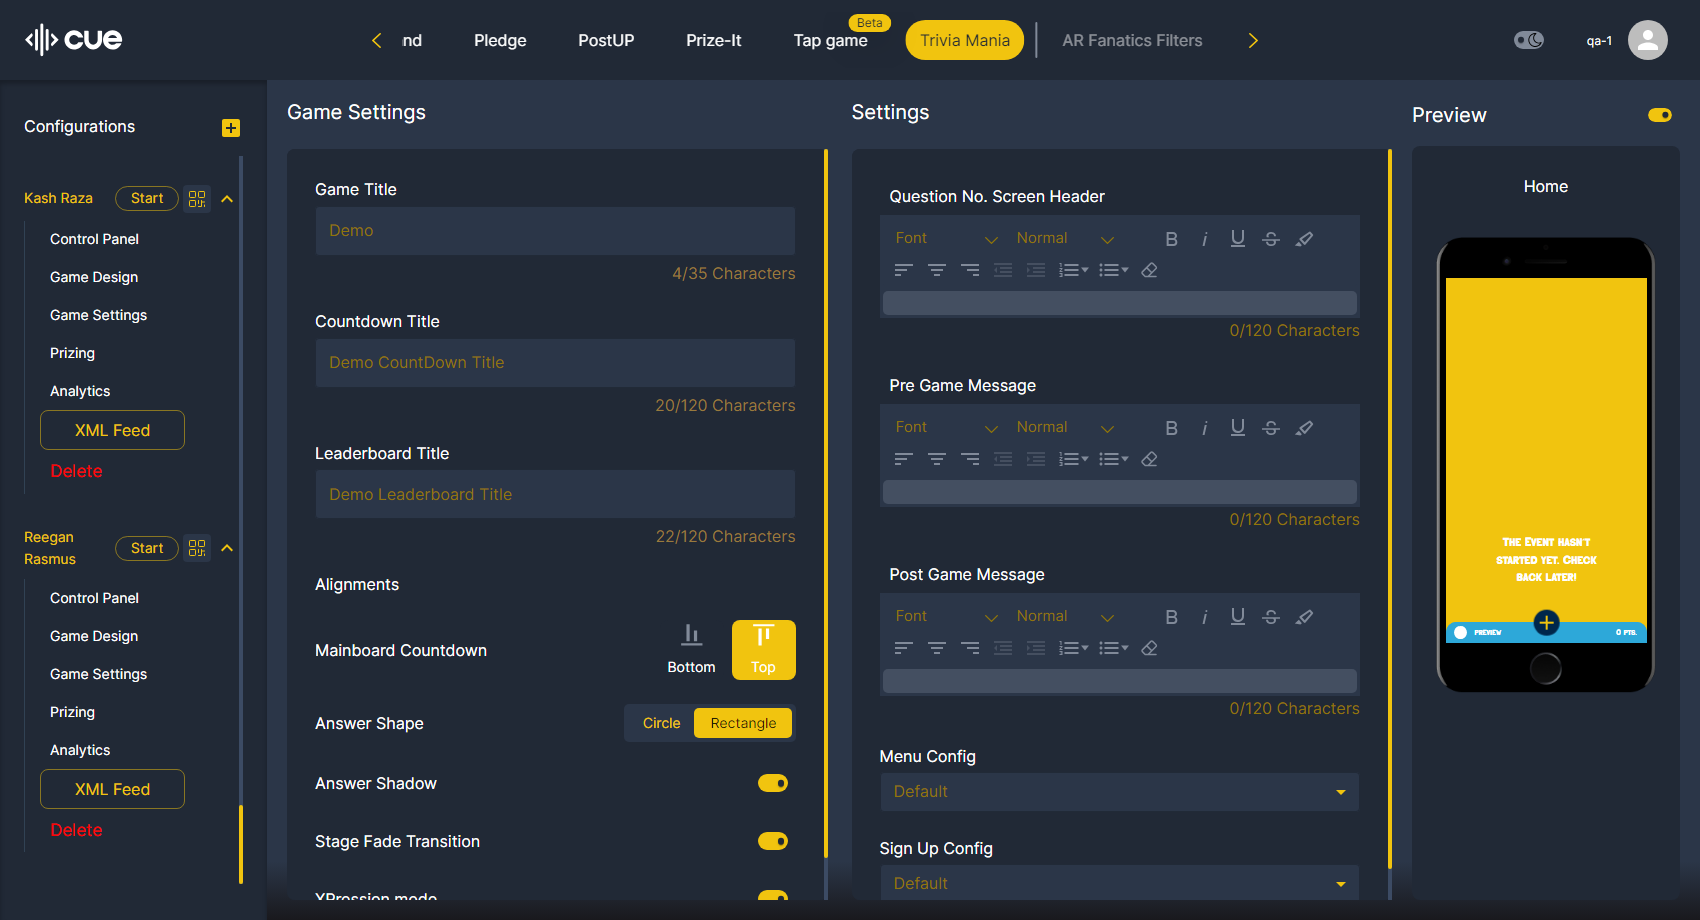 cue
nd
Pledge
PostUP
Prize-It
Tap game
Beta
Trivia Mania
AR Fanatics Filters
qa-1
Configurations
Kash Raza
Start
Control Panel
Game Design
Game Settings
Prizing
Analytics
XML Feed
Delete
Reegan
Rasmus
Start
Control Panel
Game Design
Game Settings
Prizing
Analytics
XML Feed
Delete
Game Settings
Game Title
Demo
4/35 Characters
Countdown Title
Demo CountDown Title
20/120 Characters
Leaderboard Title
Demo Leaderboard Title
22/120 Characters
Alignments
Mainboard Countdown
Bottom
Top
Answer Shape
Circle
Rectangle
Answer Shadow
Stage Fade Transition
XPression mode
Settings
Question No. Screen Header
Font
Normal
B i U S
0/120 Characters
Pre Game Message
Font
Normal
B i U S
0/120 Characters
Post Game Message
Font
Normal
B i U S
0/120 Characters
Menu Config
Default
Sign Up Config
Default
Preview
Home
The Event hasn't
started yet. Check
back later!
PREVIEW
0 PTS.